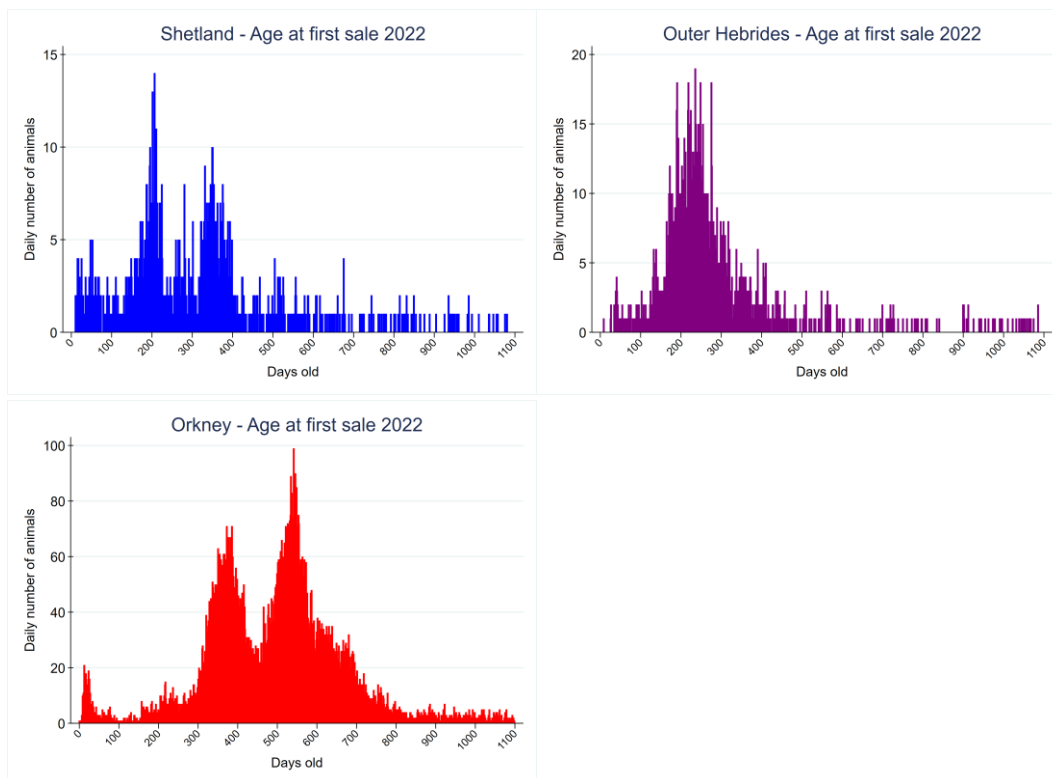 Shetland - Age at first sale 2022
15
10
5
0
Daily number of animals
0 100 200 300 400 500 600 700 800 900 1000 1100
Days old
Outer Hebrides - Age at first sale 2022
20
15
10
5
0
Daily number of animals
0 100 200 300 400 500 600 700 800 900 1000 1100
Days old
Orkney - Age at first sale 2022
100
80
60
40
20
0
Daily number of animals
0 100 200 300 400 500 600 700 800 900 1000 1100
Days old